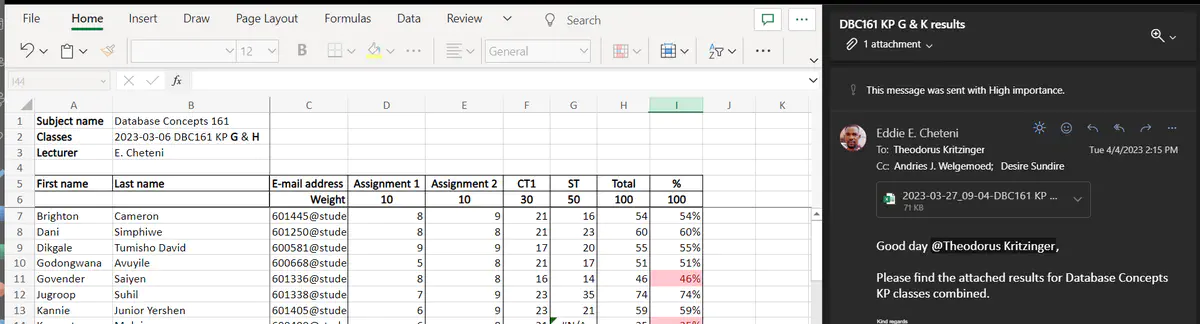 File Home Insert Draw Page Layout Formulas Data Review Search
12 B General
I44 fx
A B C D E F G H I J K
1 Subject name Database Concepts 161
2 Classes 2023-03-06 DBC161 KP G & H
3 Lecturer E. Cheteni
4
5 First name Last name E-mail address Assignment 1 Assignment 2 CT1 ST Total %
6 Weight 10 10 30 50 100 100
7 Brighton Cameron 601445@stude 8 9 21 16 54 54%
8 Dani Simphiwe 601250@stude 8 8 21 23 60 60%
9 Dikgale Tumisho David 600581@stude 9 9 17 20 55 55%
10 Godongwana Avuyile 600668@stude 5 8 21 17 51 51%
11 Govender Saiyen 601336@stude 8 8 16 14 46 46%
12 Jugroop Suhil 601338@stude 7 9 23 35 74 74%
13 Kannie Junior Yershen 601405@stude 6 9 23 21 59 59%
DBC161 KP G & K results
1 attachment
This message was sent with High importance.
Eddie E. Cheteni
To: Theodorus Kritzinger
Tue 4/4/2023 2:15 PM
Cc: Andries J. Welgemoed; Desire Sundire
2023-03-27_09-04-DBC161 KP ...
71 KB
Good day @Theodorus Kritzinger,
Please find the attached results for Database Concepts
KP classes combined.
Kind regards